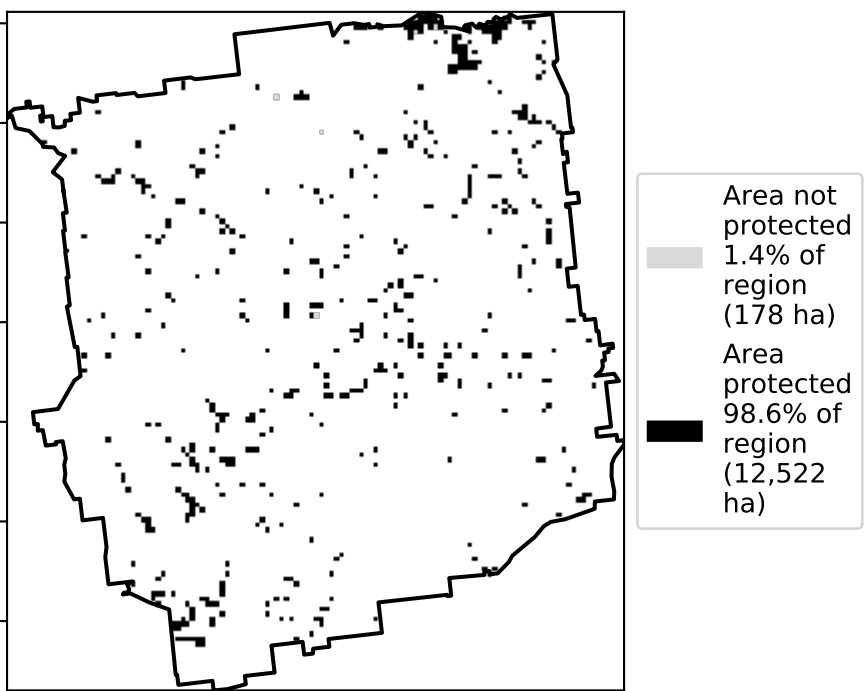 Area not
protected
1.4% of
region
(178 ha)
Area
protected
98.6% of
region
(12,522
ha)